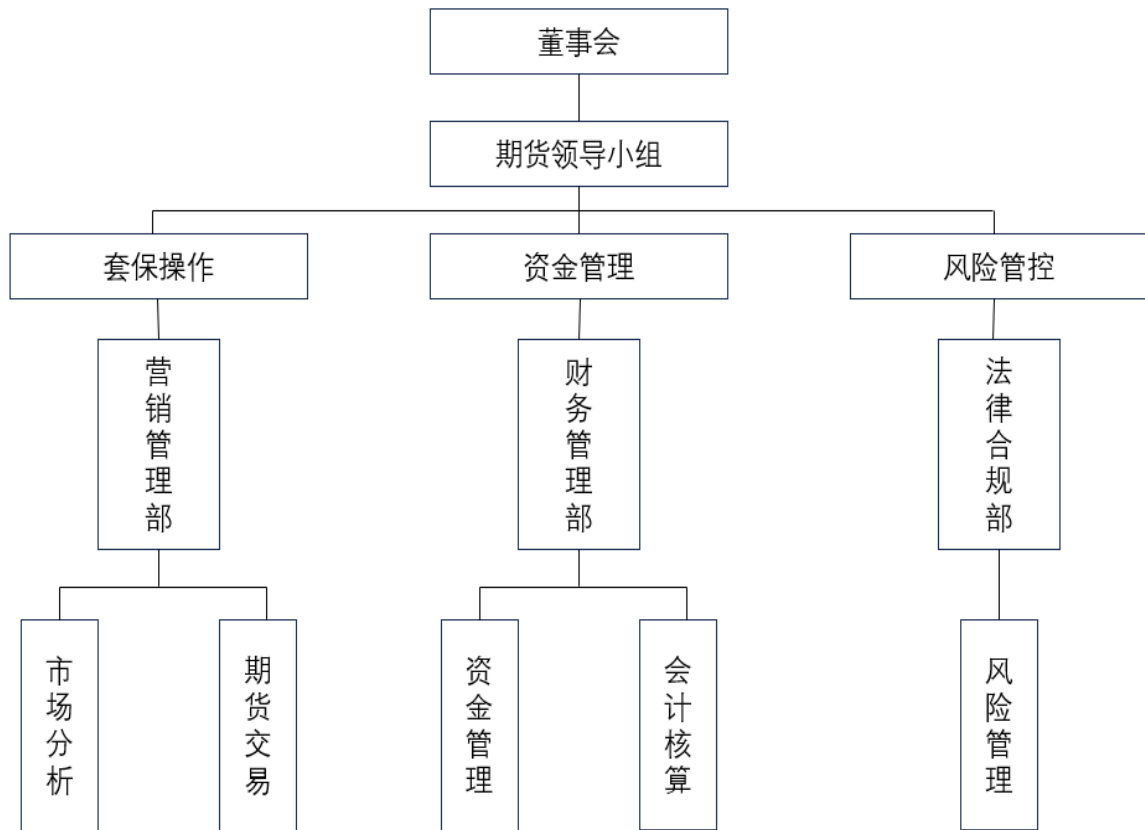 董事会
期货领导小组
套保操作
资金管理
风险管控
营销管理部
财务管理部
法律合规部
市场分析
期货交易
资金管理
会计核算
风险管理